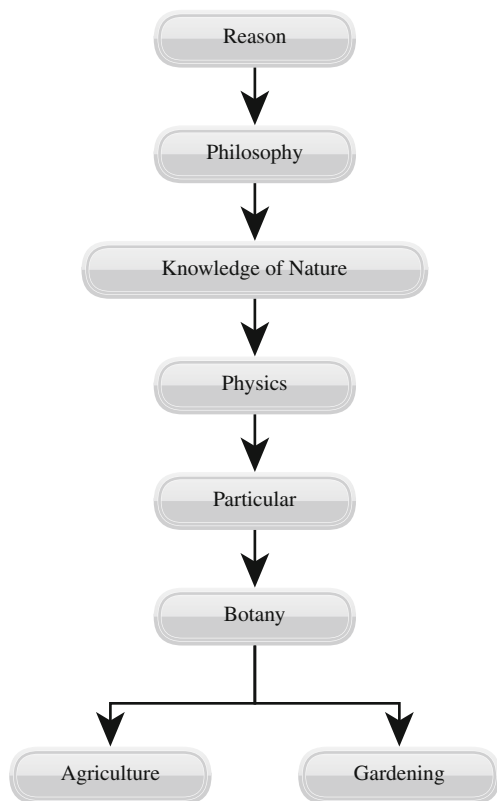 Reason
Philosophy
Knowledge of Nature
Physics
Particular
Botany
Agriculture
Gardening